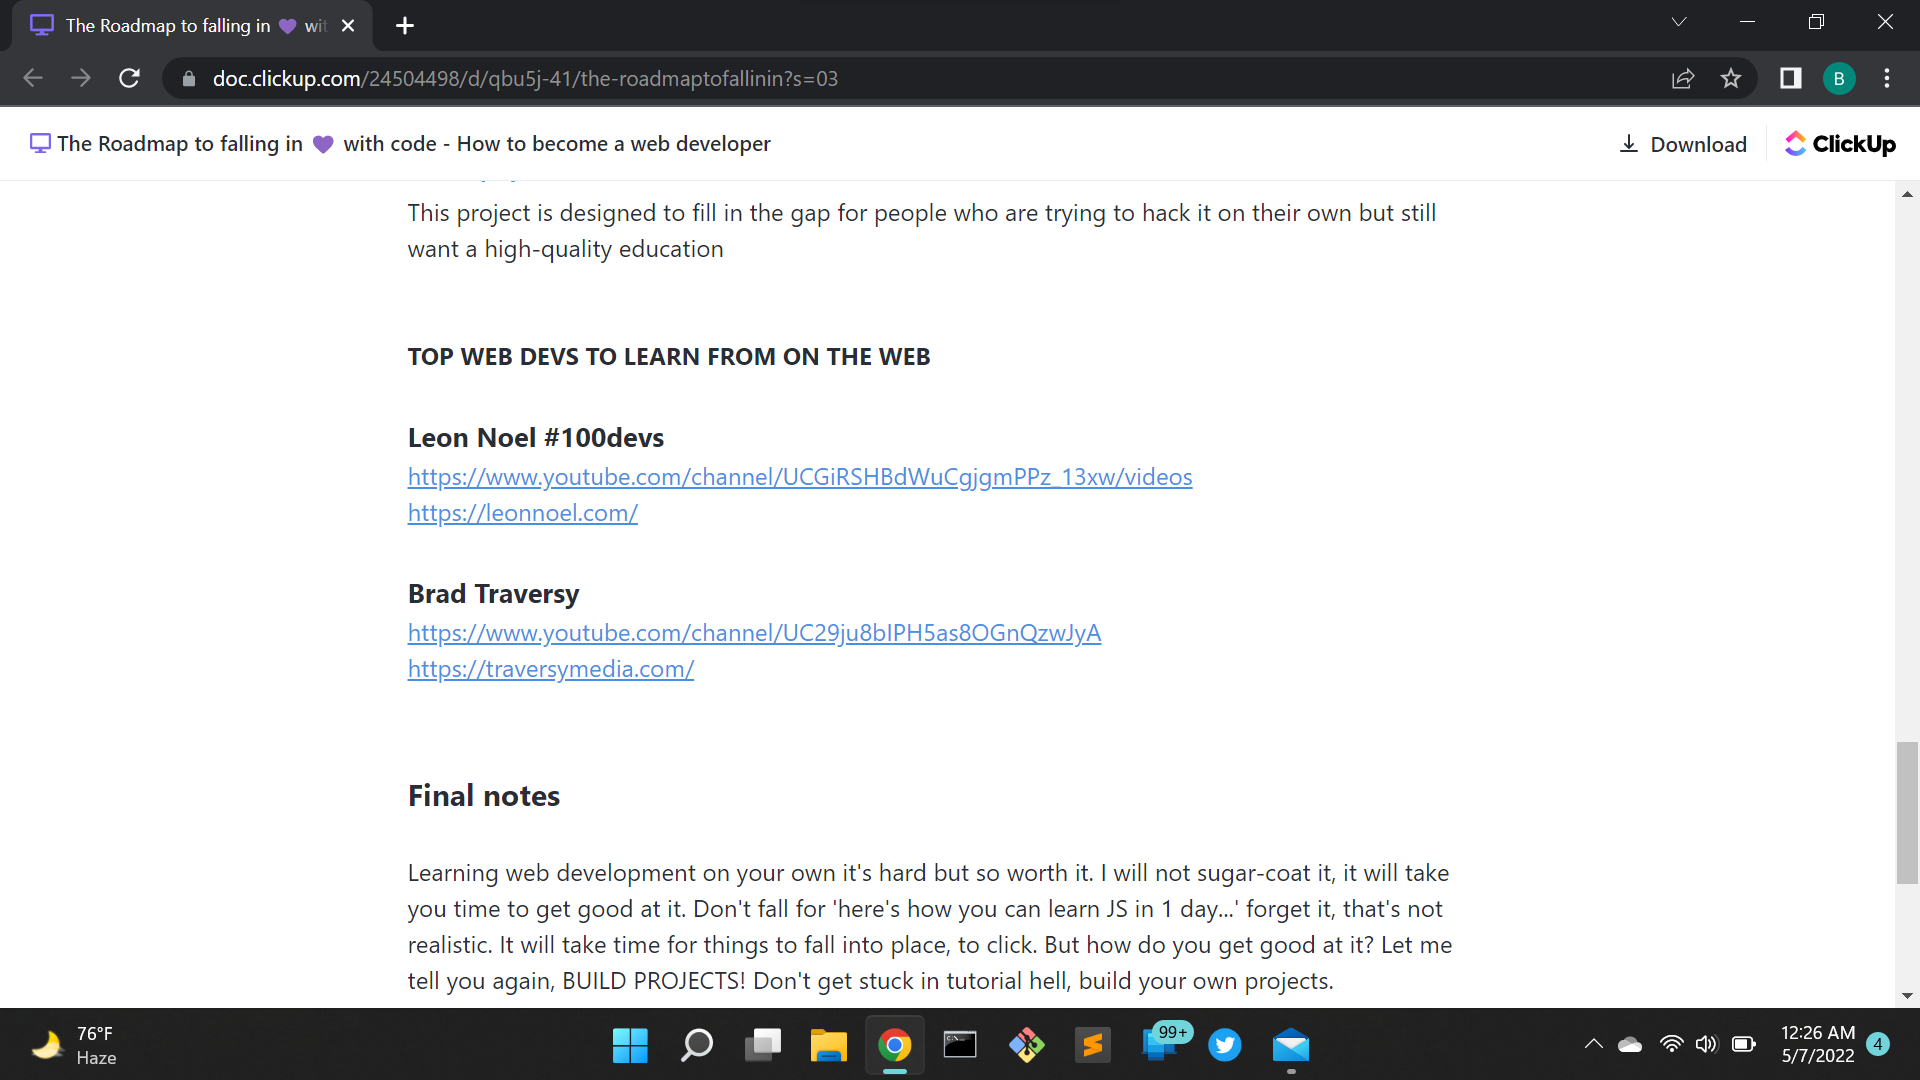 The Roadmap to falling in 💜 wit
doc.clickup.com/24504498/d/qbu5j-41/the-roadmaptofallinin?s=03
B
The Roadmap to falling in 💜 with code - How to become a web developer
Download
ClickUp
This project is designed to fill in the gap for people who are trying to hack it on their own but still
want a high-quality education
TOP WEB DEVS TO LEARN FROM ON THE WEB
Leon Noel #100devs
https://www.youtube.com/channel/UCGiRSHBdWuCgjgmPPz_13xw/videos
https://leonnoel.com/
Brad Traversy
https://www.youtube.com/channel/UC29ju8bIPH5as8OGnQzwJyA
https://traversymedia.com/
Final notes
Learning web development on your own it's hard but so worth it. I will not sugar-coat it, it will take
you time to get good at it. Don't fall for 'here's how you can learn JS in 1 day...' forget it, that's not
realistic. It will take time for things to fall into place, to click. But how do you get good at it? Let me
tell you again, BUILD PROJECTS! Don't get stuck in tutorial hell, build your own projects.
76°F
Haze
99+
12:26 AM
5/7/2022
4